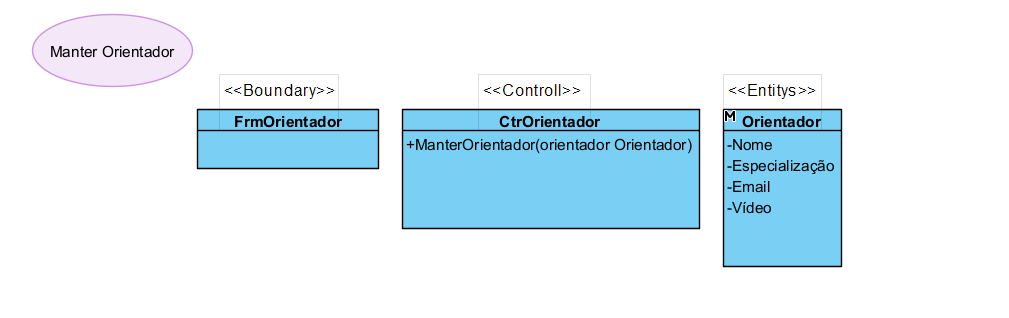 Manter Orientador
<<Boundary>>
FrmOrientador
<<Controll>>
CtrOrientador
+ManterOrientador(orientador Orientador)
<<Entitys>>
M
Orientador
-Nome
-Especialização
-Email
-Vídeo